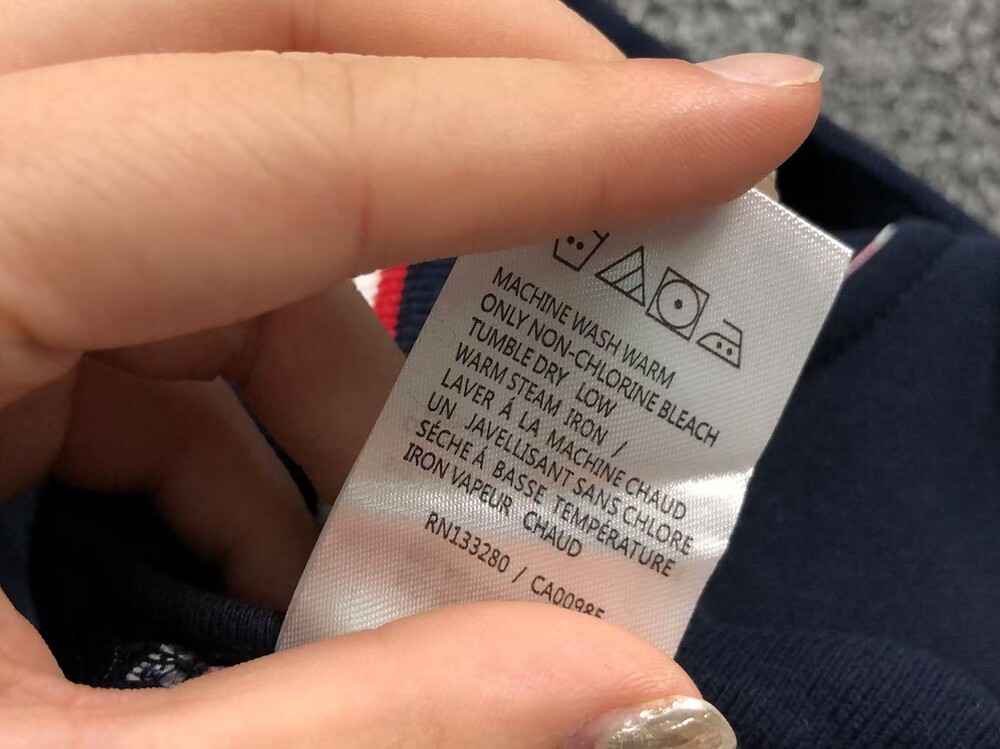 MACHINE WASH WARM
ONLY NON-CHLORINE BLEACH
TUMBLE DRY LOW
WARM STEAM IRON /
LAVER Á LA MACHINE CHAUD
UN JAVELLISANT SANS CHLORE
SÉCHE Á BASSE TEMPÉRATURE
IRON VAPEUR CHAUD
RN133280 /